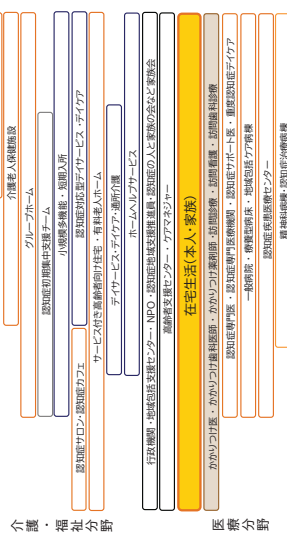 介護・福祉分野
介護老人保健施設
グループホーム
認知症初期集中支援チーム
小規模多機能・短期入所
認知症サロン・認知症カフェ
認知症対応型デイサービス・デイケア
サービス付き高齢者向け住宅・有料老人ホーム
デイサービス・デイケア・通所介護
ホームヘルプサービス
行政機関・地域包括支援センター・NPO・認知症地域支援推進員・認知症の人と家族の会など家族会
高齢者支援センター・ケアマネジャー
在宅生活（本人・家族）
かかりつけ医・かかりつけ歯科医師・かかりつけ薬剤師・訪問診療・訪問看護・訪問歯科診療
認知症専門医・認知症専門医療機関・認知症サポート医・重度認知症デイケア
一般病院・療養型病床・地域包括ケア病棟
認知症疾患医療センター
精神科病棟・認知症治療病棟
医療分野